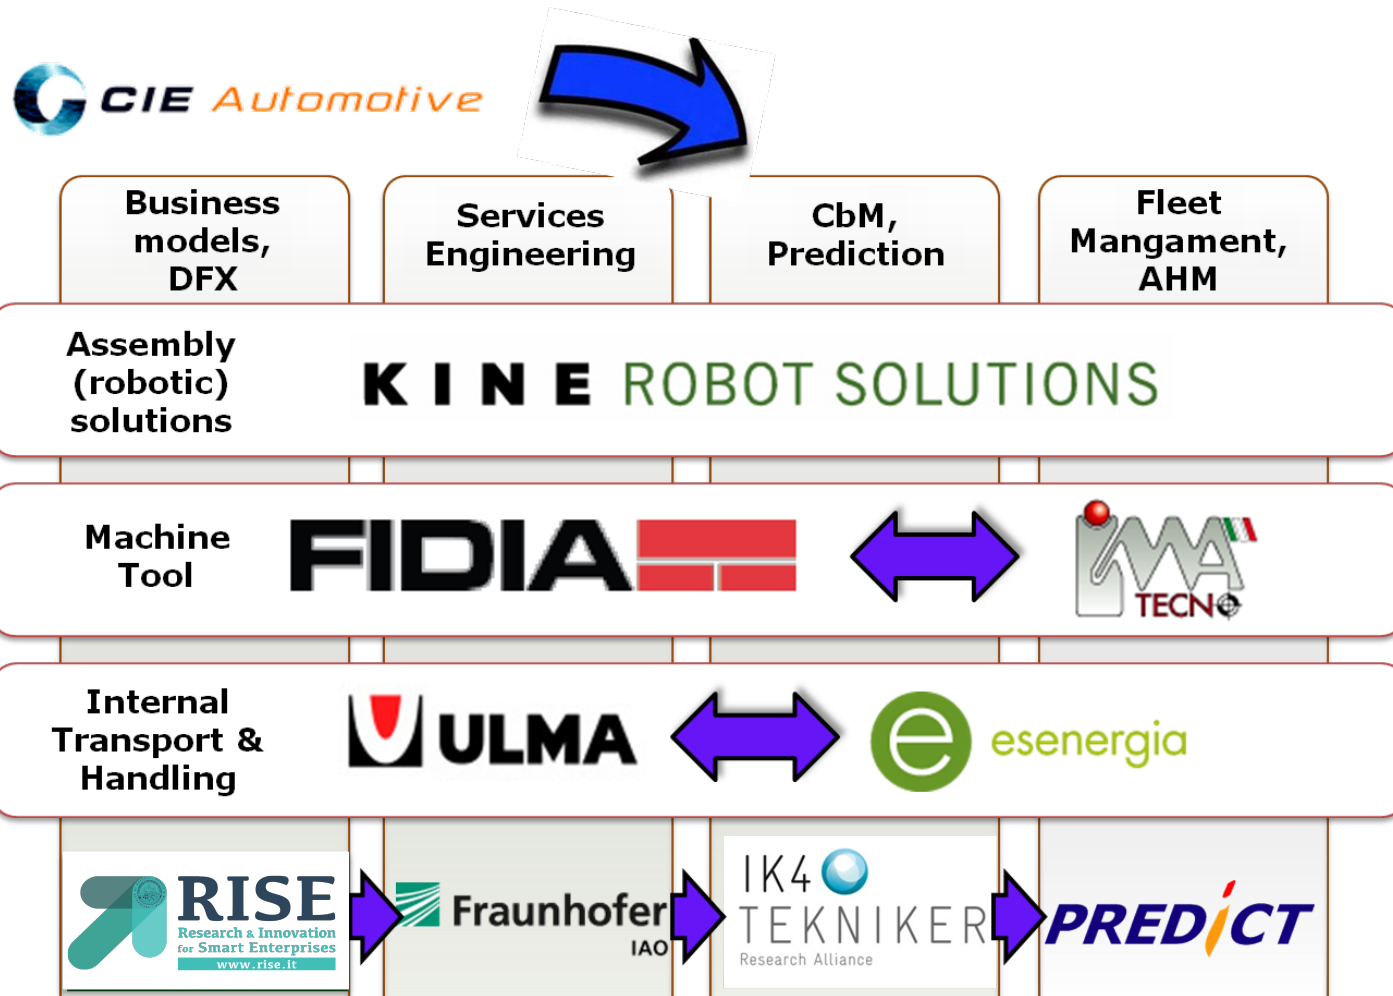 CIE Automotive
Business
models,
DFX
Services
Engineering
CbM,
Prediction
Fleet
Mangament,
AHM
Assembly
(robotic)
solutions
KINE ROBOT SOLUTIONS
Machine
Tool
FIDIA
iMA
TECNO
Internal
Transport &
Handling
ULMA
e esenergia
RISE
Research & Innovation
for Smart Enterprises
www.rise.it
Fraunhofer
IAO
IK4
TEKNIKER
Research Alliance
PREDiCT